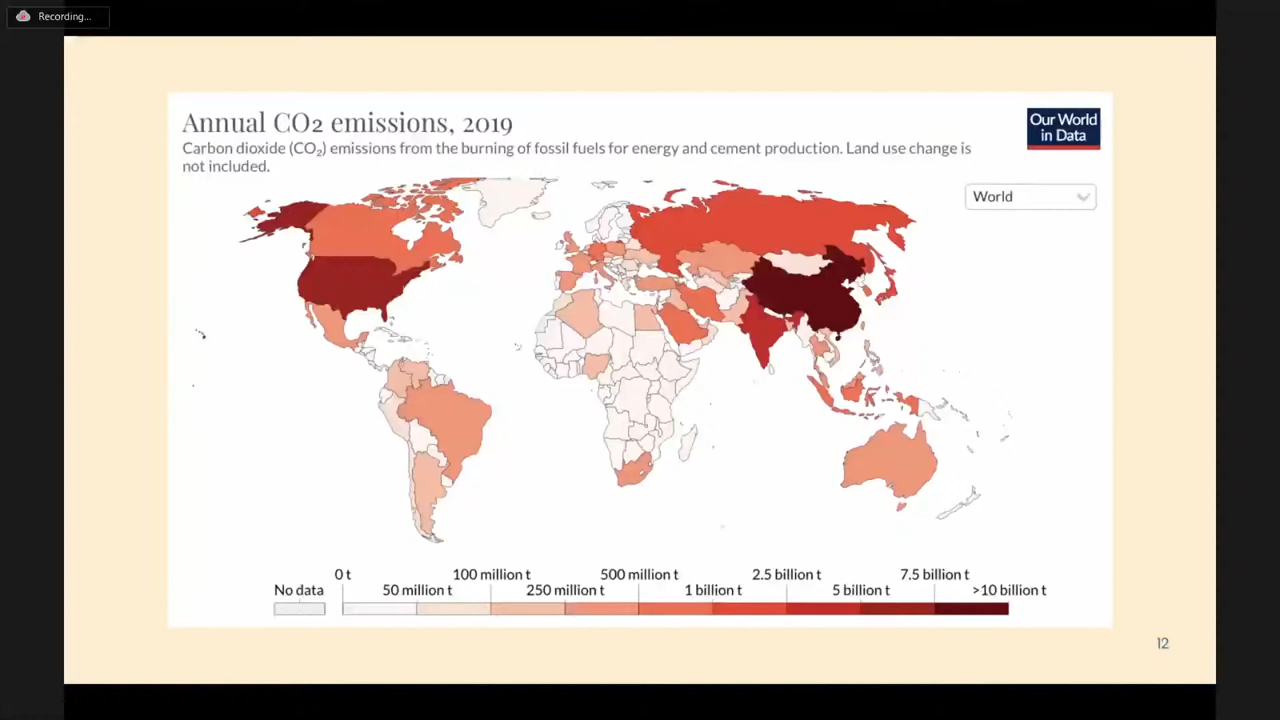 Recording...
Annual CO2 emissions, 2019
Our World
in Data
Carbon dioxide (CO₂) emissions from the burning of fossil fuels for energy and cement production. Land use change is
not included.
World
No data
0 t
50 million t
100 million t
250 million t
500 million t
1 billion t
2.5 billion t
5 billion t
7.5 billion t
>10 billion t
12